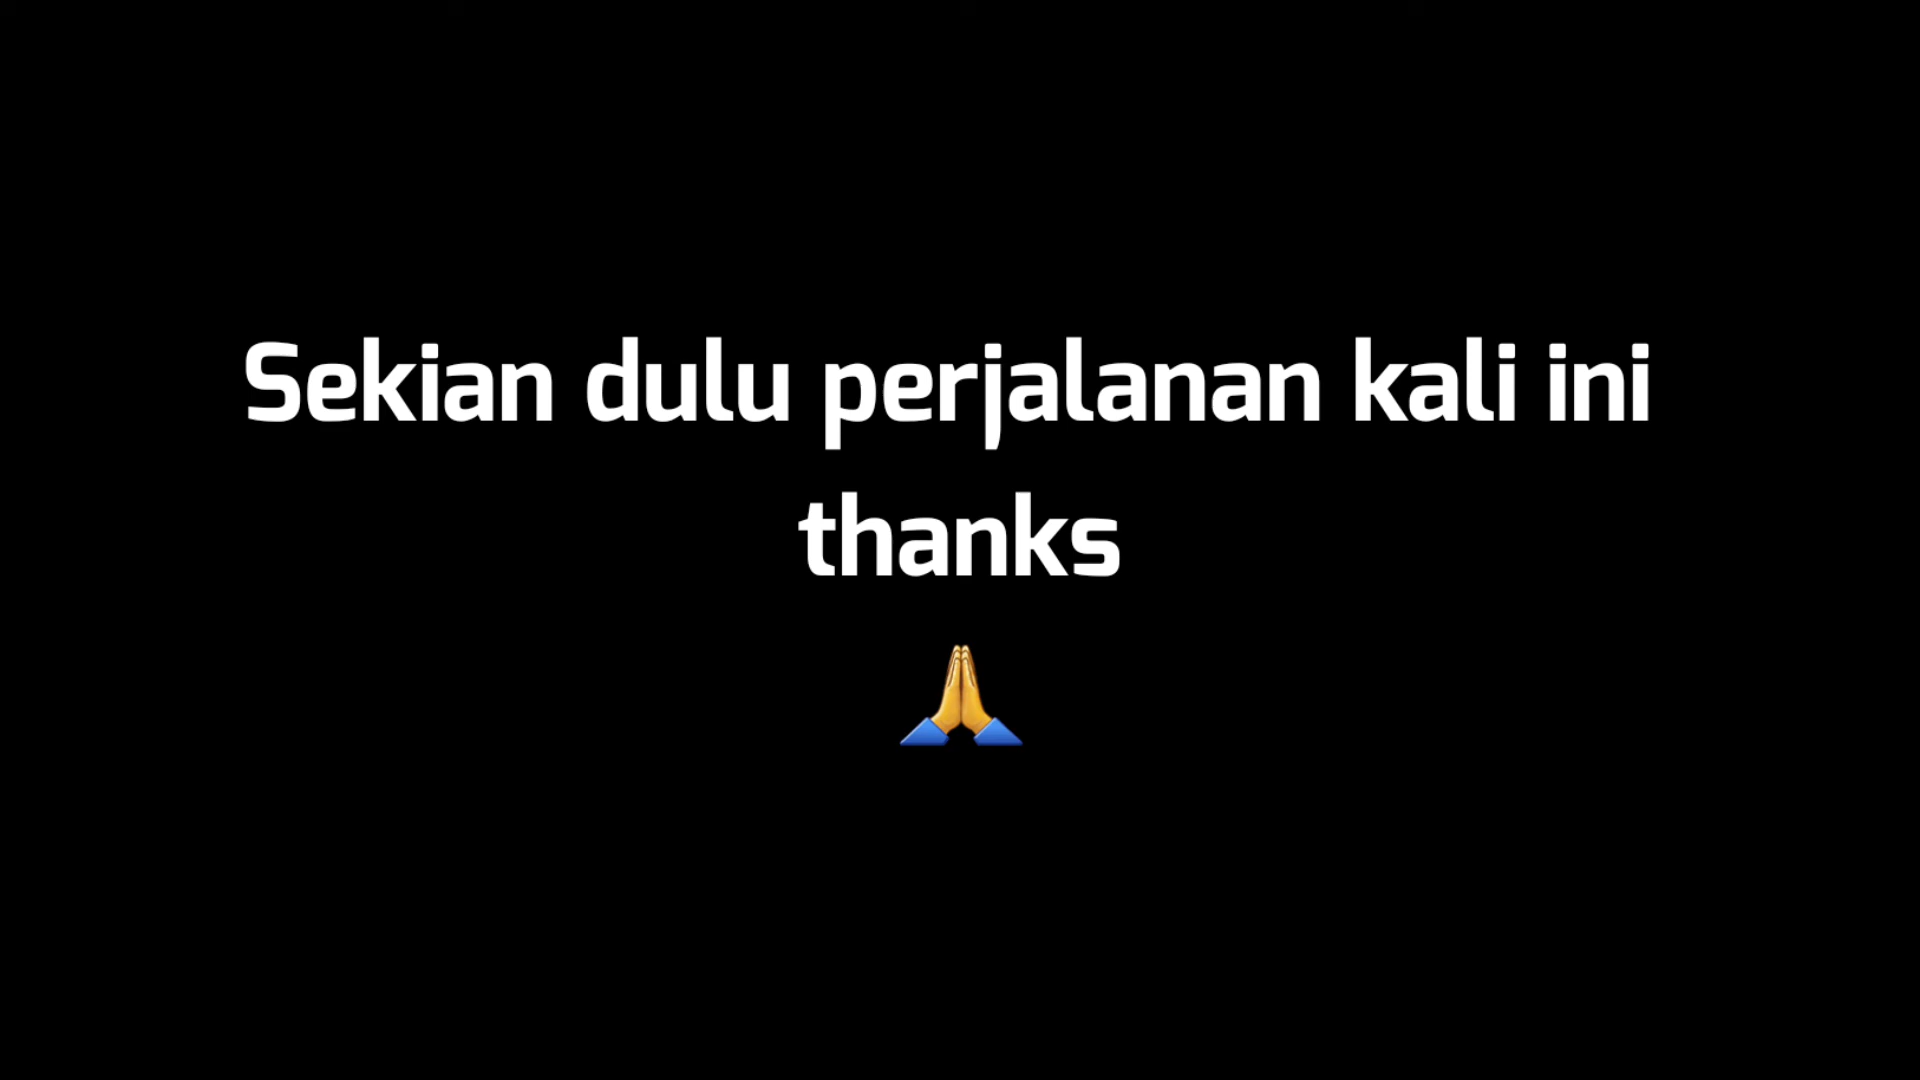 Sekian dulu perjalanan kali ini
thanks
🙏